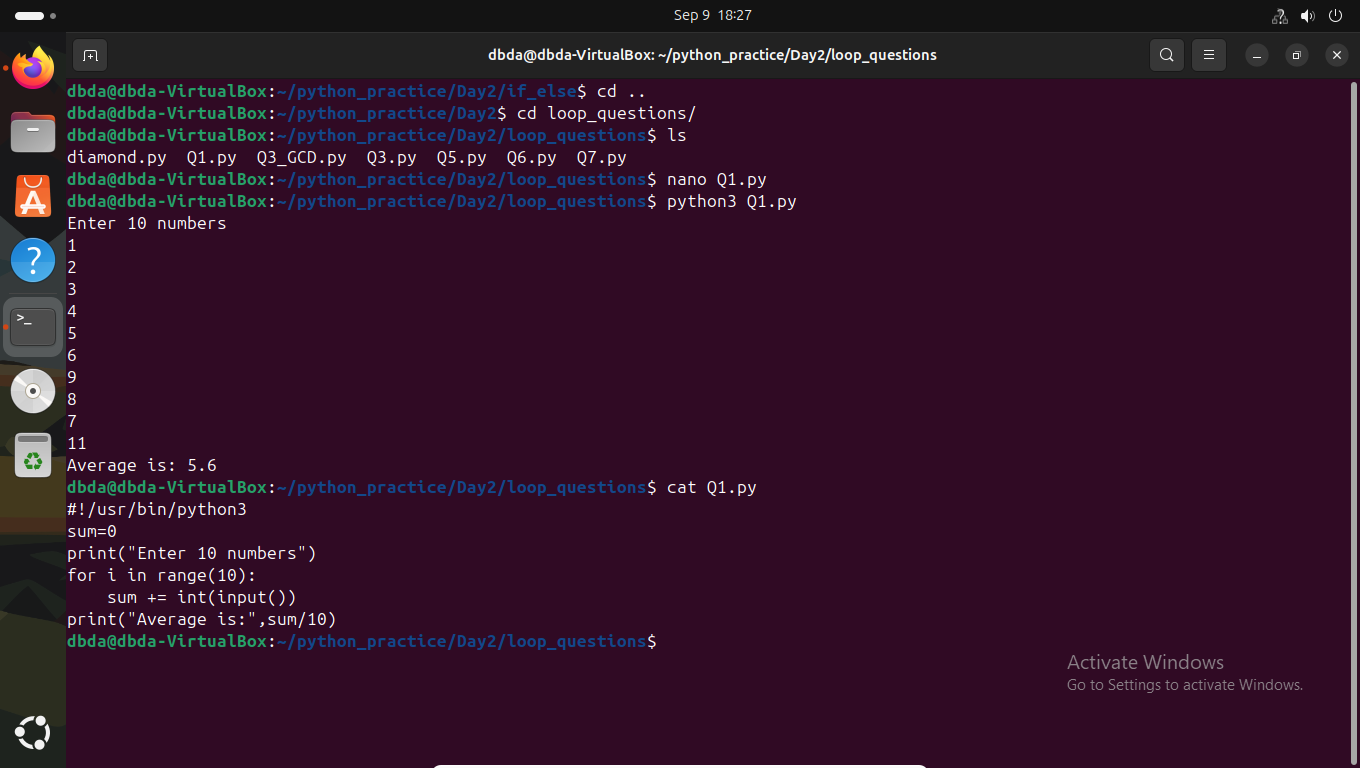 Sep 9 18:27
dbda@dbda-VirtualBox: ~/python_practice/Day2/loop_questions
dbda@dbda-VirtualBox:~/python_practice/Day2/if_else$ cd ..
dbda@dbda-VirtualBox:~/python_practice/Day2$ cd loop_questions/
dbda@dbda-VirtualBox:~/python_practice/Day2/loop_questions$ ls
diamond.py  Q1.py  Q3_GCD.py  Q3.py  Q5.py  Q6.py  Q7.py
dbda@dbda-VirtualBox:~/python_practice/Day2/loop_questions$ nano Q1.py
dbda@dbda-VirtualBox:~/python_practice/Day2/loop_questions$ python3 Q1.py
Enter 10 numbers
1
2
3
4
5
6
9
8
7
11
Average is: 5.6
dbda@dbda-VirtualBox:~/python_practice/Day2/loop_questions$ cat Q1.py
#!/usr/bin/python3
sum=0
print("Enter 10 numbers")
for i in range(10):
    sum += int(input())
print("Average is:",sum/10)
dbda@dbda-VirtualBox:~/python_practice/Day2/loop_questions$
Activate Windows
Go to Settings to activate Windows.